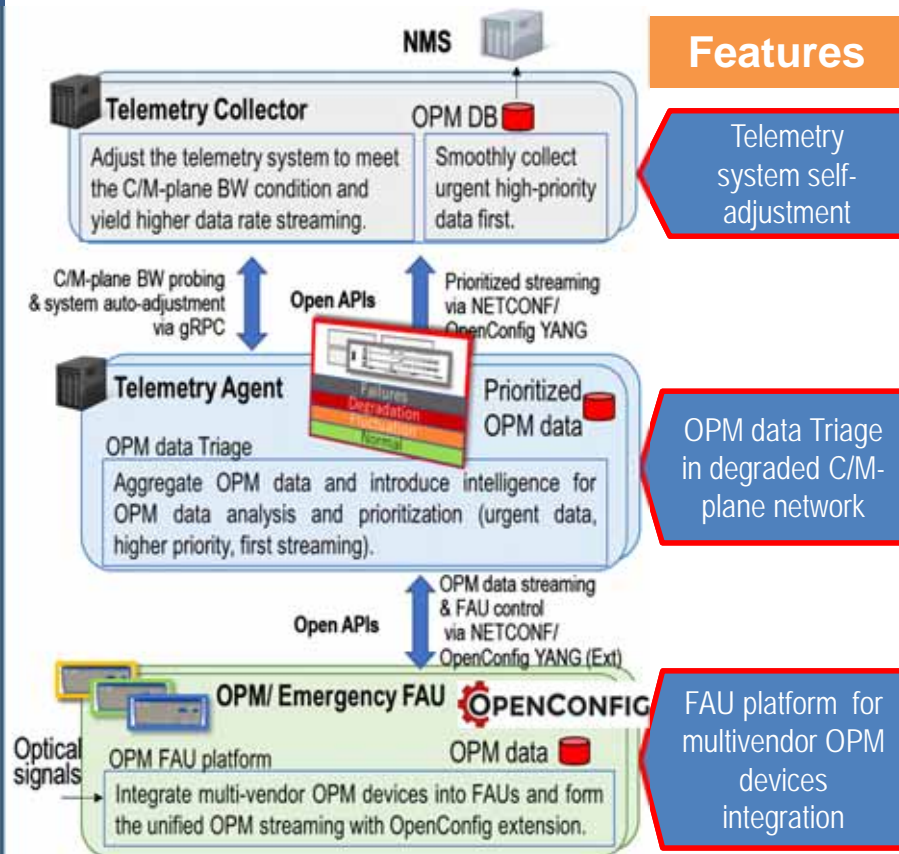 NMS
Features
Telemetry Collector
OPM DB
Adjust the telemetry system to meet
the C/M-plane BW condition and
yield higher data rate streaming.
Smoothly collect
urgent high-priority
data first.
Telemetry
system self-
adjustment
C/M-plane BW probing
& system auto-adjustment
via gRPC
Open APIs
Prioritized streaming
via NETCONF/
OpenConfig YANG
Telemetry Agent
Failures
Degradation
Fluctuation
Normal
Prioritized
OPM data
OPM data Triage
Aggregate OPM data and introduce intelligence for
OPM data analysis and prioritization (urgent data,
higher priority, first streaming).
OPM data Triage
in degraded C/M-
plane network
Open APIs
OPM data streaming
& FAU control
via NETCONF/
OpenConfig YANG (Ext)
OPM/ Emergency FAU
OPENCONFIG
Optical
signals
OPM FAU platform
OPM data
Integrate multi-vendor OPM devices into FAUs and form
the unified OPM streaming with OpenConfig extension.
FAU platform for
multivendor OPM
devices
integration